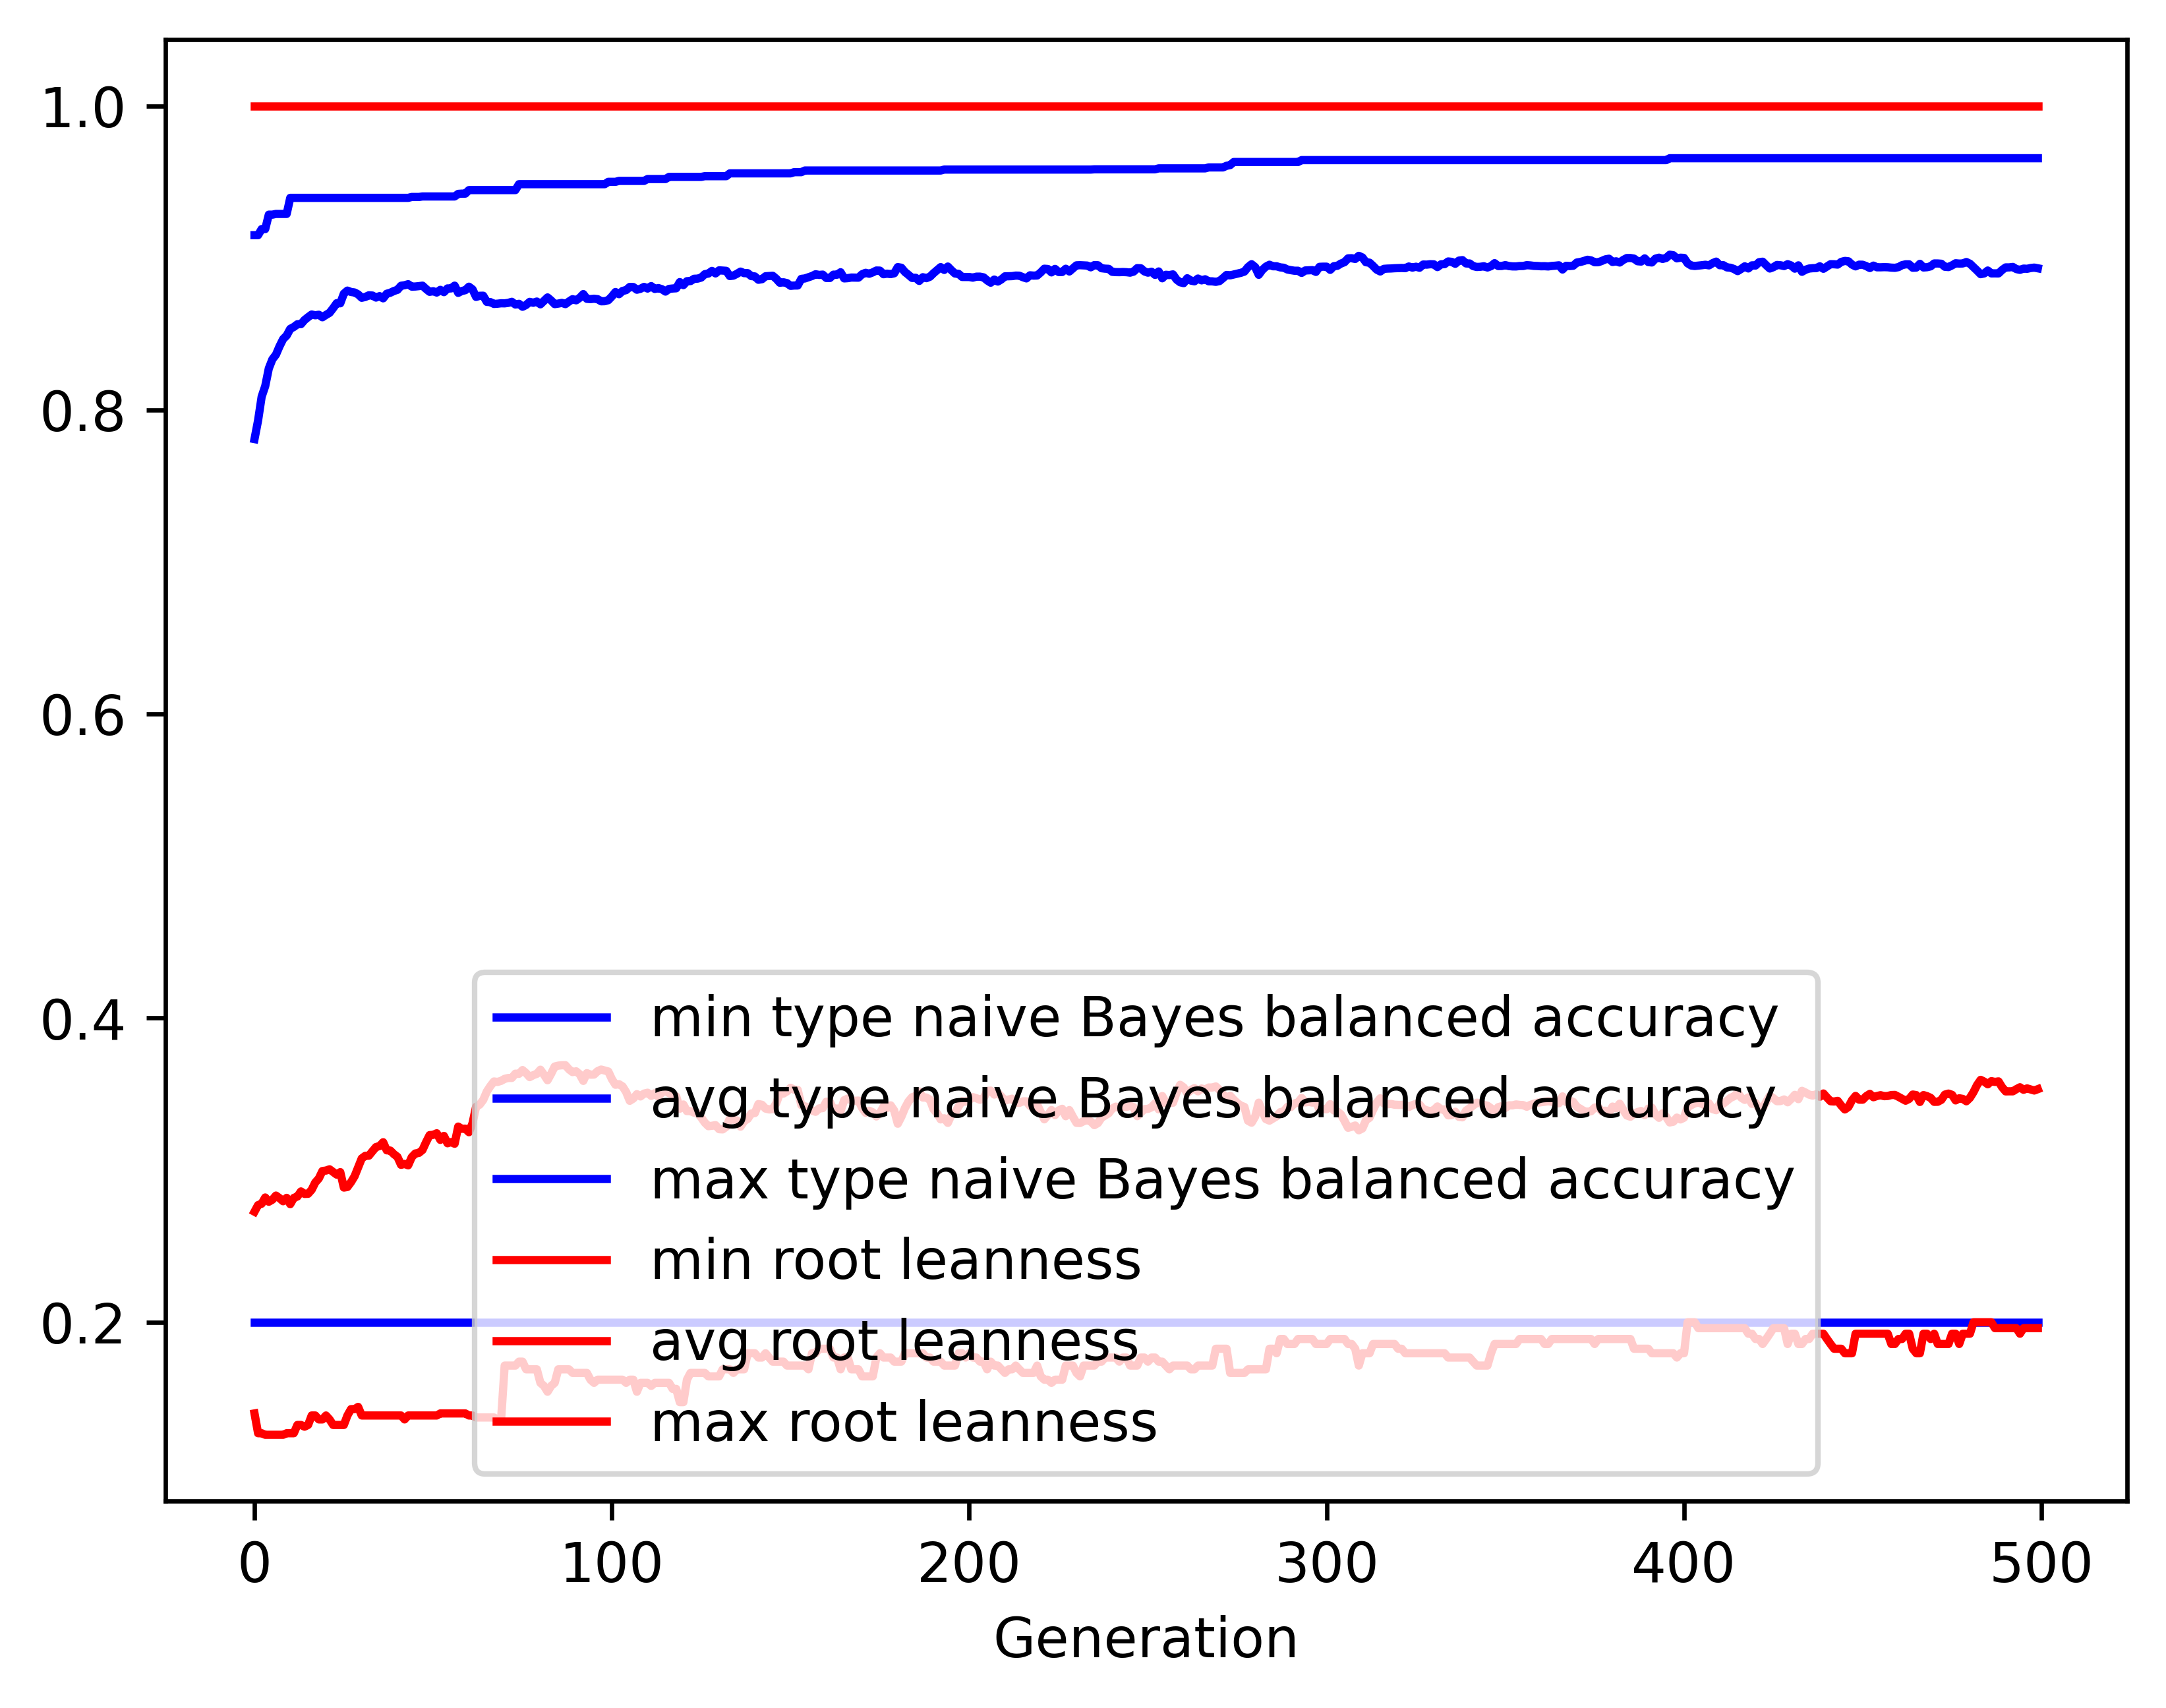 1.0
0.8
0.6
0.4
0.2
min type naive Bayes balanced accuracy
avg type naive Bayes balanced accuracy
max type naive Bayes balanced accuracy
min root leanness
avg root leanness
max root leanness
0 100 200 300 400 500
Generation